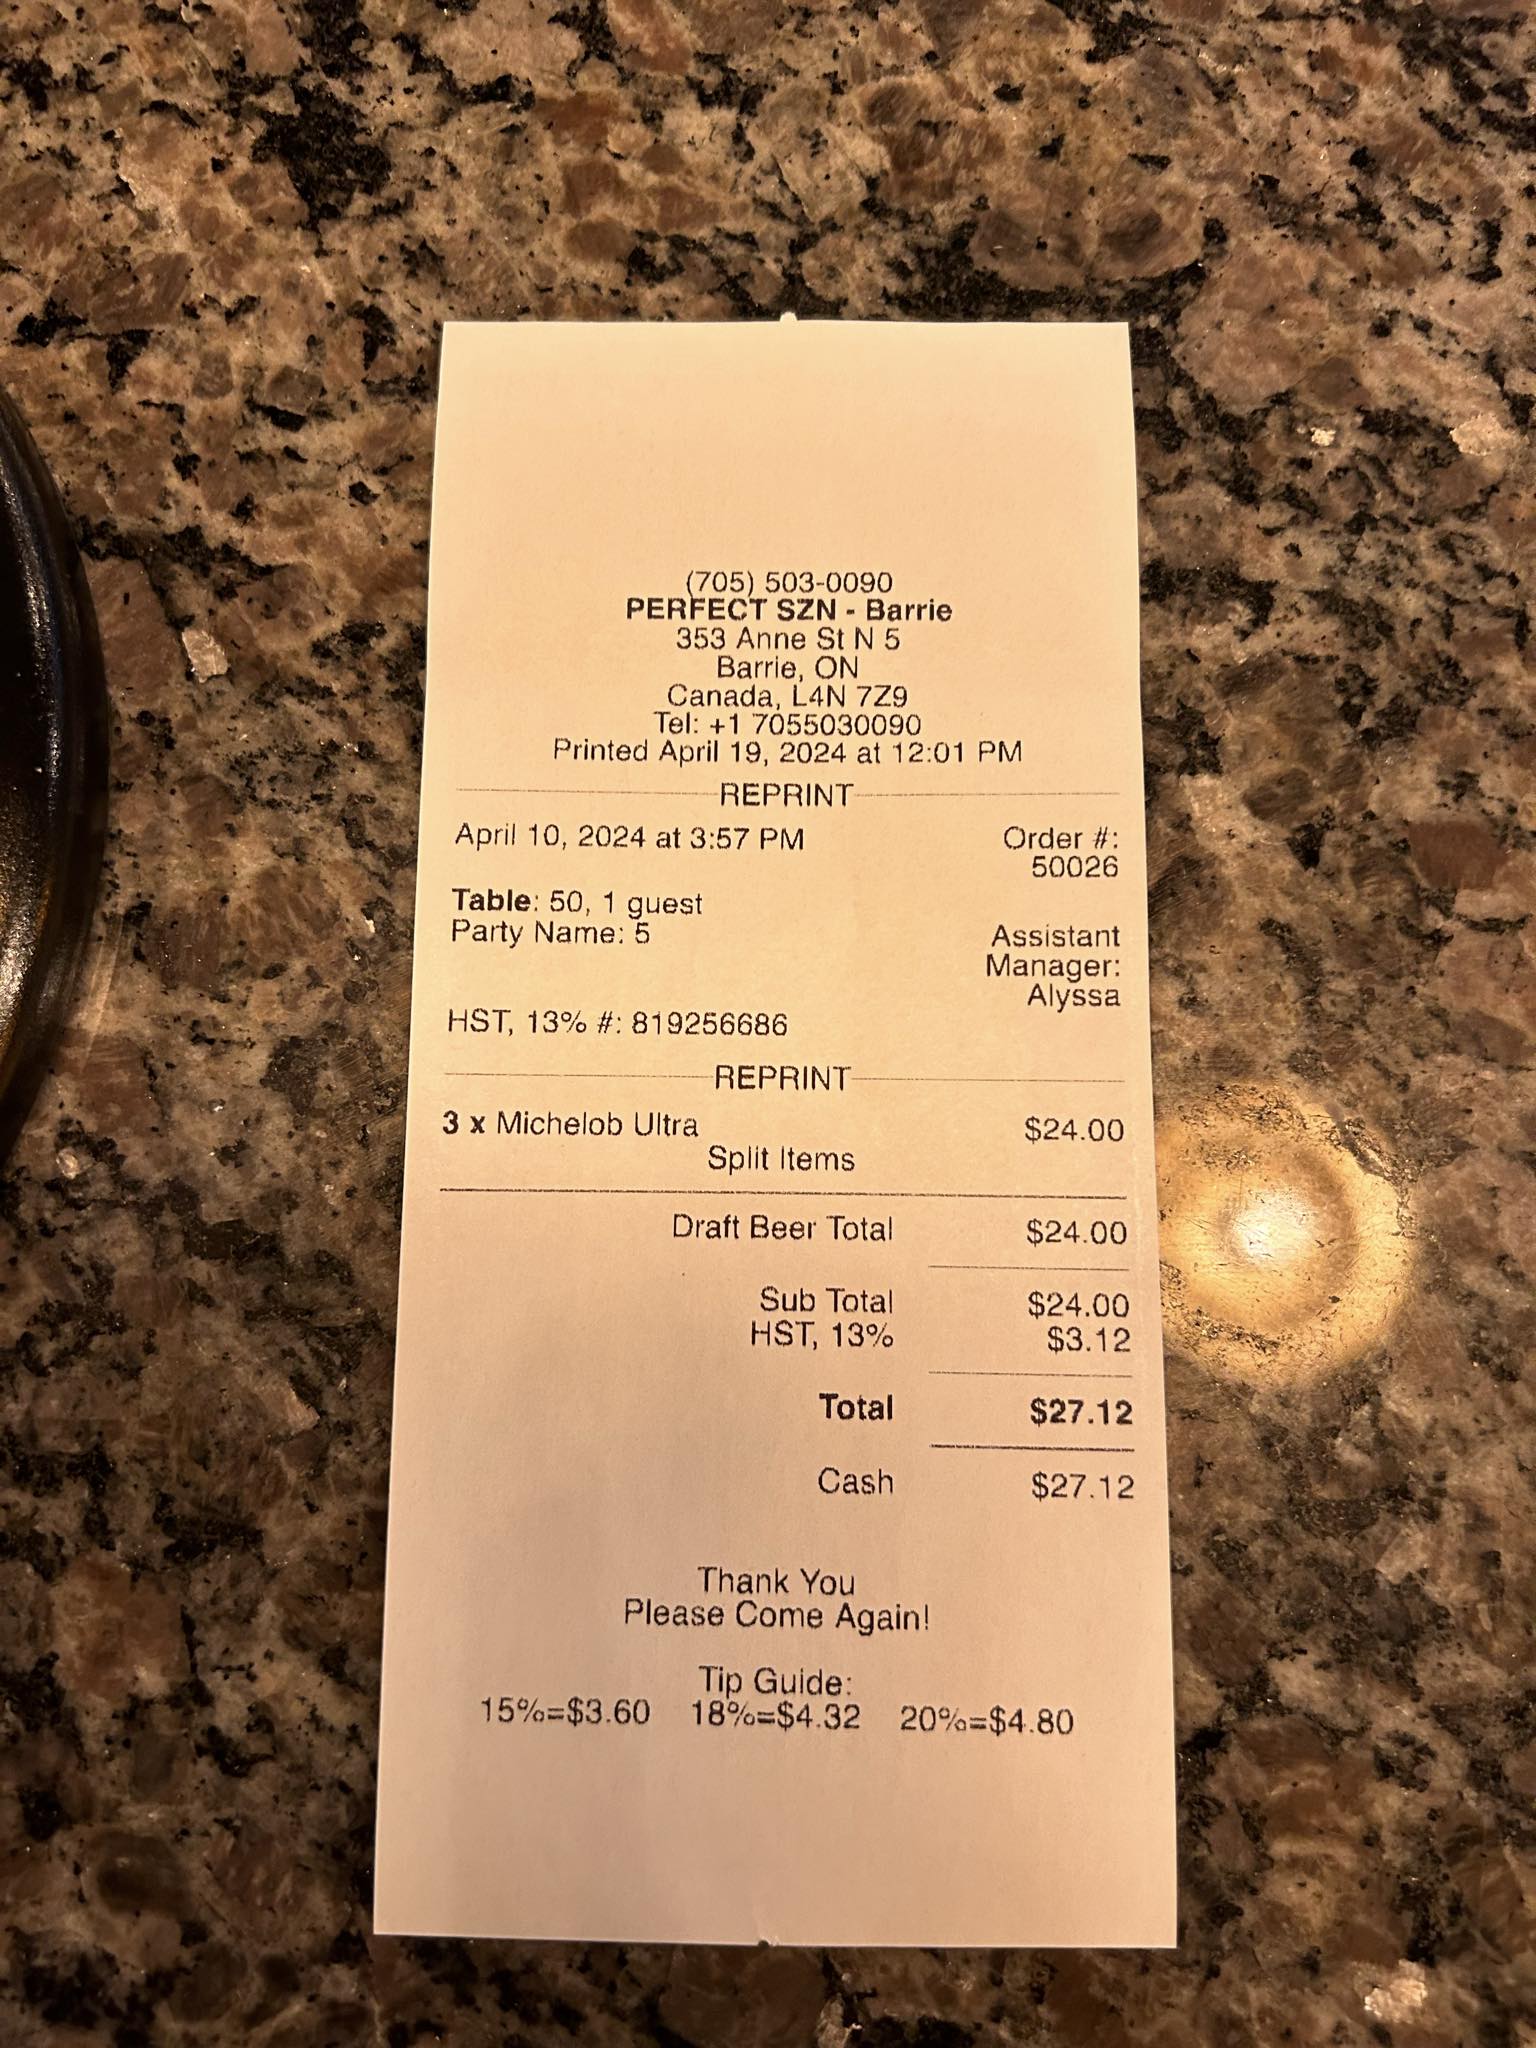 (705) 503-0090
PERFECT SZN - Barrie
353 Anne St N 5
Barrie, ON
Canada, L4N 7Z9
Tel: +1 7055030090
Printed April 19, 2024 at 12:01 PM
REPRINT
April 10, 2024 at 3:57 PM Order #:
50026
Table: 50, 1 guest
Party Name: 5 Assistant
Manager:
Alyssa
HST, 13% #: 819256686
REPRINT
3 x Michelob Ultra $24.00
Split Items
Draft Beer Total $24.00
Sub Total $24.00
HST, 13% $3.12
Total $27.12
Cash $27.12
Thank You
Please Come Again!
Tip Guide:
15%=$3.60 18%=$4.32 20%=$4.80